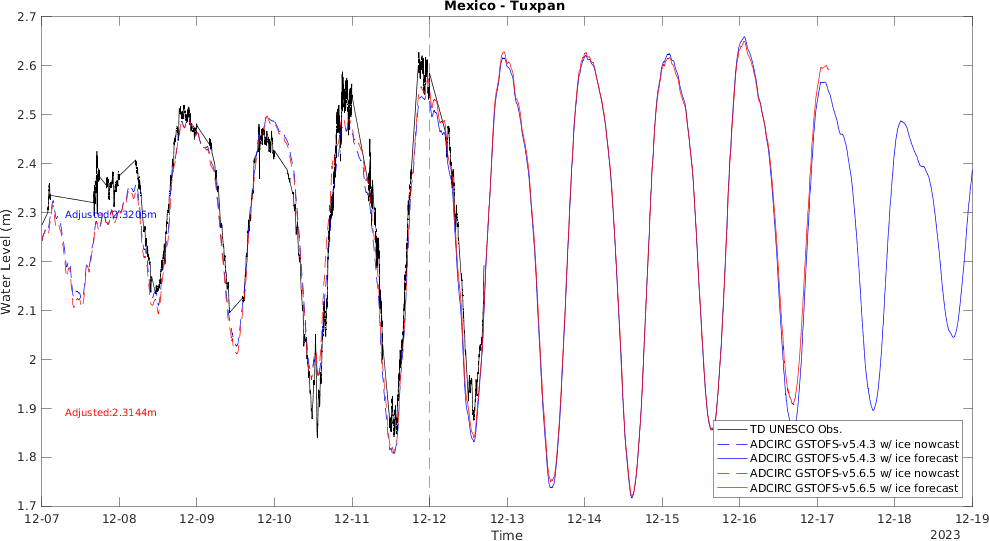 Mexico - Tuxpan
2.7
2.6
2.5
2.4
2.3
2.2
2.1
2
1.9
1.8
1.7
Water Level (m)
Adjusted:2.3205m
Adjusted:2.3144m
TD UNESCO Obs.
ADCIRC GSTOFS-v5.4.3 w/ ice nowcast
ADCIRC GSTOFS-v5.4.3 w/ ice forecast
ADCIRC GSTOFS-v5.6.5 w/ ice nowcast
ADCIRC GSTOFS-v5.6.5 w/ ice forecast
12-07 12-08 12-09 12-10 12-11 12-12 12-13 12-14 12-15 12-16 12-17 12-18 12-19
Time
2023